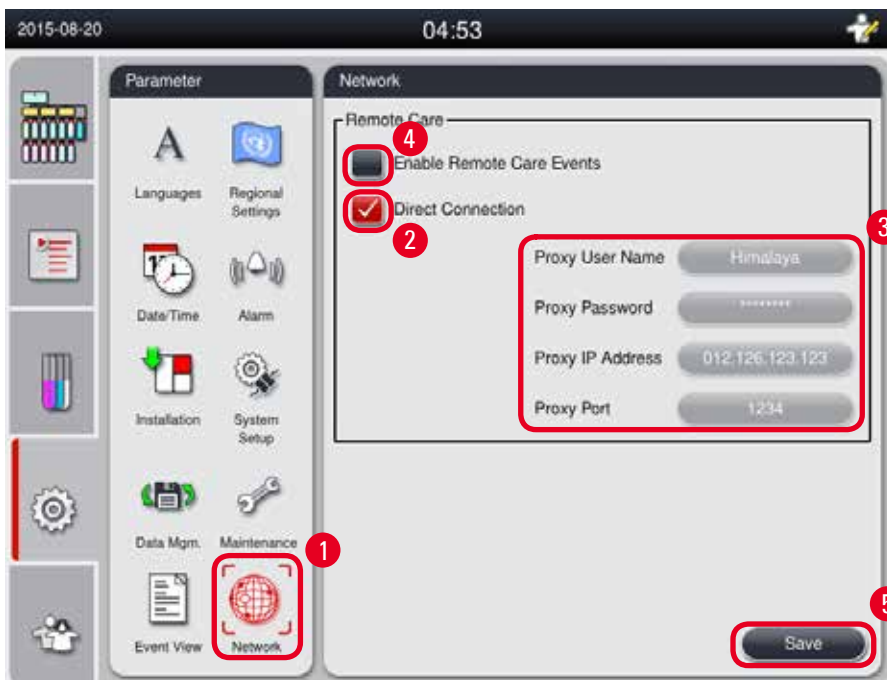 2015-08-20
04:53
Parameter
Network
Languages
Regional
Settings
Date/Time
Alarm
Installation
System
Setup
Data Mgm.
Maintenance
Event View
Network
Remote Care
4
Enable Remote Care Events
Direct Connection
2
3
Proxy User Name Himalaya
Proxy Password ********
Proxy IP Address 012.126.123.123
Proxy Port 1234
1
5
Save